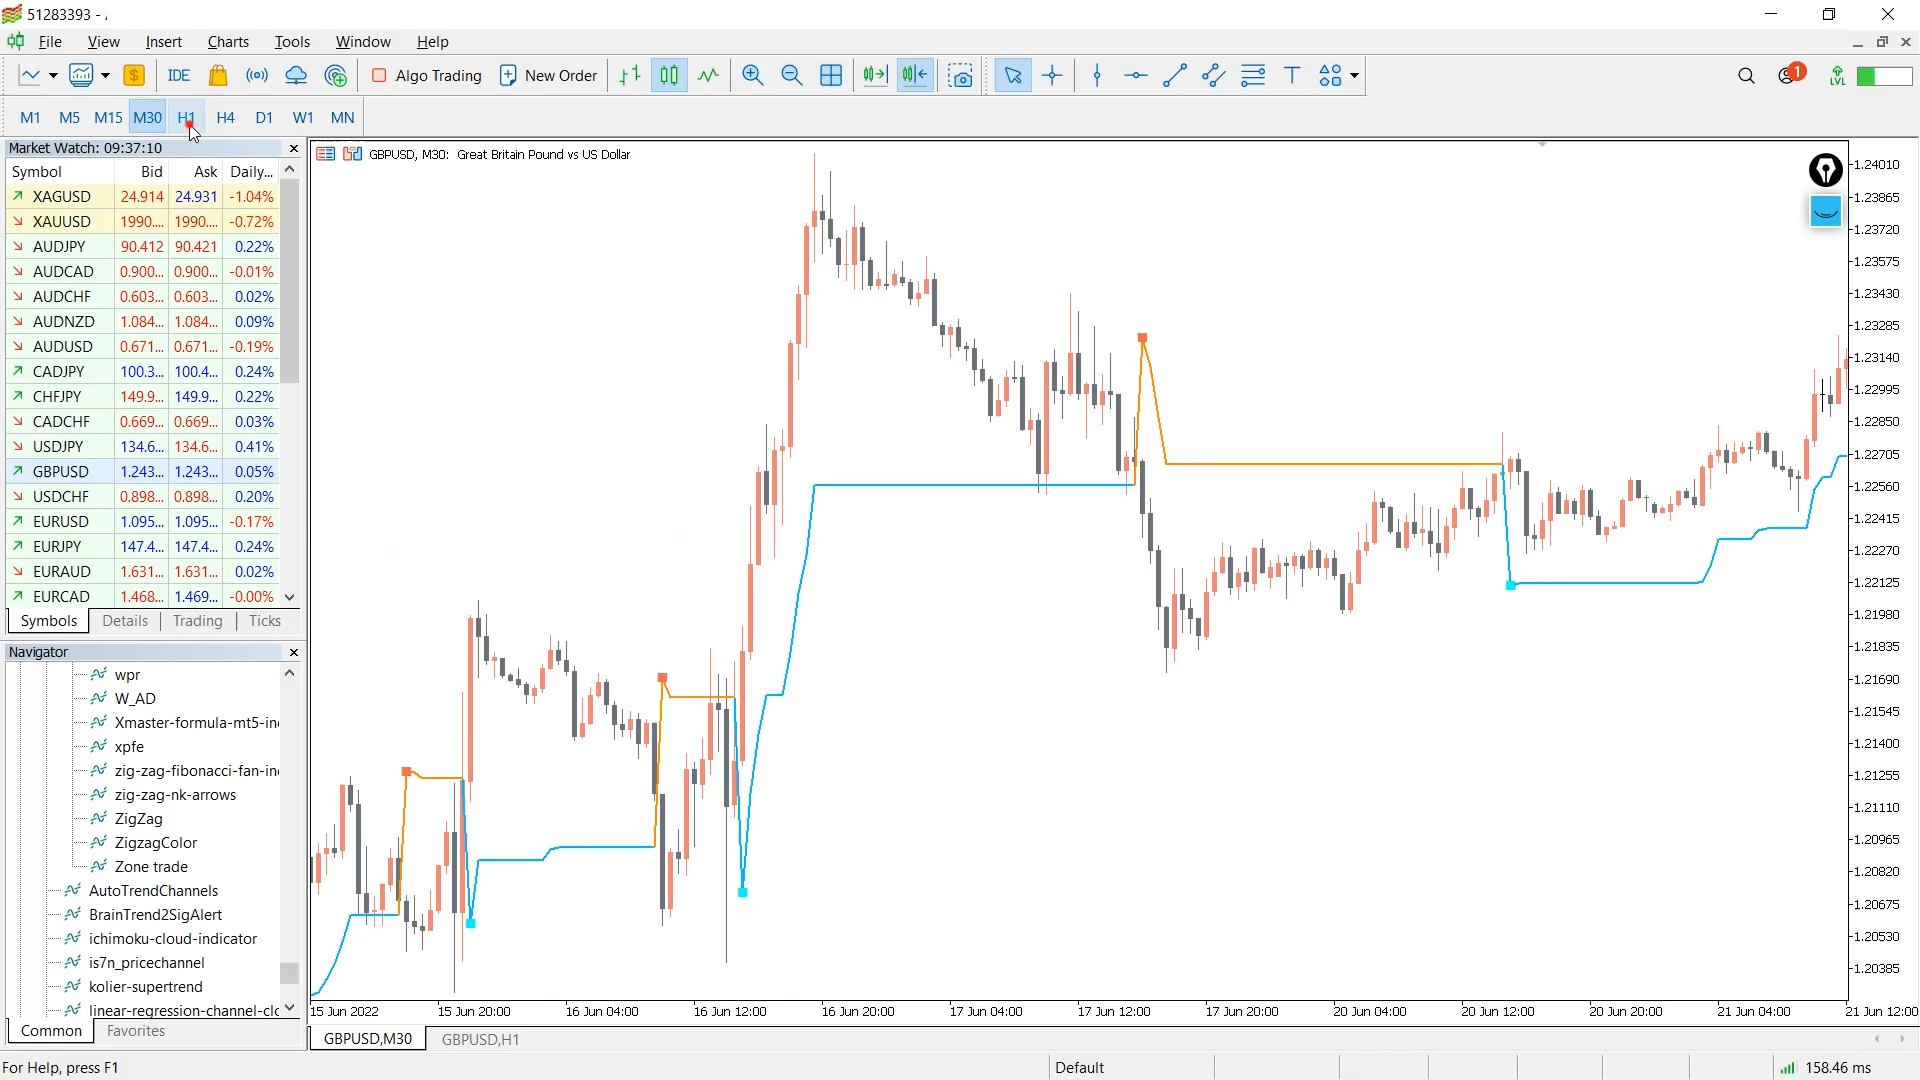 51283393 - 
File View Insert Charts Tools Window Help
IDE Algo Trading New Order 1 LVL
M1 M5 M15 M30 H1 H4 D1 W1 MN
Market Watch: 09:37:10
Symbol Bid Ask Daily...
XAGUSD 24.914 24.931 -1.04%
XAUUSD 1990.... 1990.... -0.72%
AUDJPY 90.412 90.421 0.22%
AUDCAD 0.900... 0.900... -0.01%
AUDCHF 0.603... 0.603... 0.02%
AUDNZD 1.084... 1.084... 0.09%
AUDUSD 0.671... 0.671... -0.19%
CADJPY 100.3... 100.4... 0.24%
CHFJPY 149.9... 149.9... 0.22%
CADCHF 0.669... 0.669... 0.03%
USDJPY 134.6... 134.6... 0.41%
GBPUSD 1.243... 1.243... 0.05%
USDCHF 0.898... 0.898... 0.20%
EURUSD 1.095... 1.095... -0.17%
EURJPY 147.4... 147.4... 0.24%
EURAUD 1.631... 1.631... 0.02%
EURCAD 1.468... 1.469... -0.00%
Symbols Details Trading Ticks
Navigator
wpr
W_AD
Xmaster-formula-mt5-in
xpfe
zig-zag-fibonacci-fan-in
zig-zag-nk-arrows
ZigZag
ZigzagColor
Zone trade
AutoTrendChannels
BrainTrend2SigAlert
ichimoku-cloud-indicator
is7n_pricechannel
kolier-supertrend
linear-regression-channel-clo
Common Favorites
GBPUSD, M30: Great Britain Pound vs US Dollar
1.24010
1.23865
1.23720
1.23575
1.23430
1.23285
1.23140
1.22995
1.22850
1.22705
1.22560
1.22415
1.22270
1.22125
1.21980
1.21835
1.21690
1.21545
1.21400
1.21255
1.21110
1.20965
1.20820
1.20675
1.20530
1.20385
15 Jun 2022 15 Jun 20:00 16 Jun 04:00 16 Jun 12:00 16 Jun 20:00 17 Jun 04:00 17 Jun 12:00 17 Jun 20:00 20 Jun 04:00 20 Jun 12:00 20 Jun 20:00 21 Jun 04:00 21 Jun 12:00
GBPUSD,M30 GBPUSD,H1
For Help, press F1 Default 158.46 ms